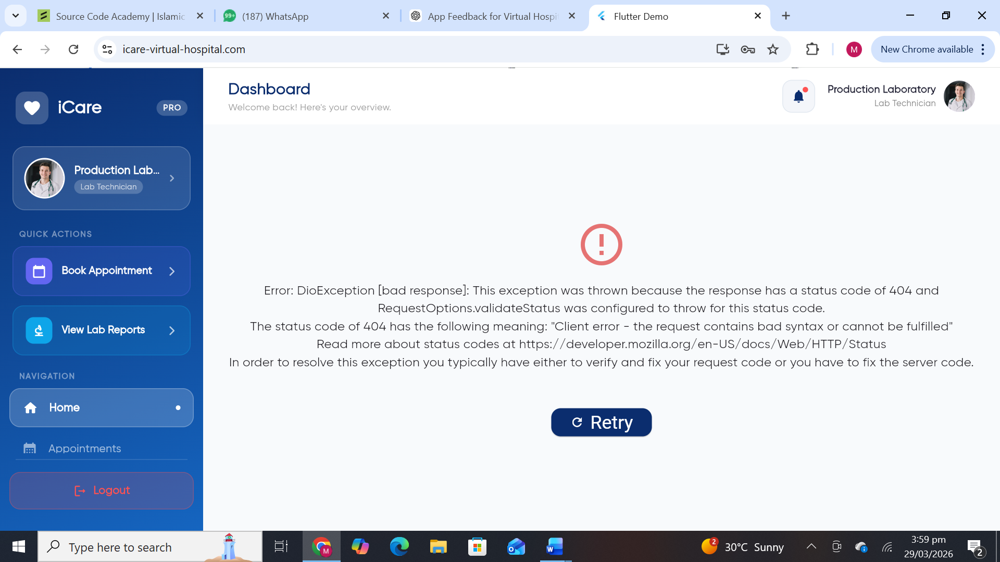 Source Code Academy | Islamic
99+
(187) WhatsApp
App Feedback for Virtual Hospi
Flutter Demo
icare-virtual-hospital.com
M
New Chrome available
iCare
PRO
Production Lab...
Lab Technician
QUICK ACTIONS
Book Appointment
View Lab Reports
NAVIGATION
Home
Appointments
Logout
Dashboard
Welcome back! Here's your overview.
Production Laboratory
Lab Technician
Error: DioException [bad response]: This exception was thrown because the response has a status code of 404 and
RequestOptions.validateStatus was configured to throw for this status code.
The status code of 404 has the following meaning: "Client error - the request contains bad syntax or cannot be fulfilled"
Read more about status codes at https://developer.mozilla.org/en-US/docs/Web/HTTP/Status
In order to resolve this exception you typically have either to verify and fix your request code or you have to fix the server code.
Retry
Type here to search
M
2
30°C Sunny
3:59 pm
29/03/2026
2